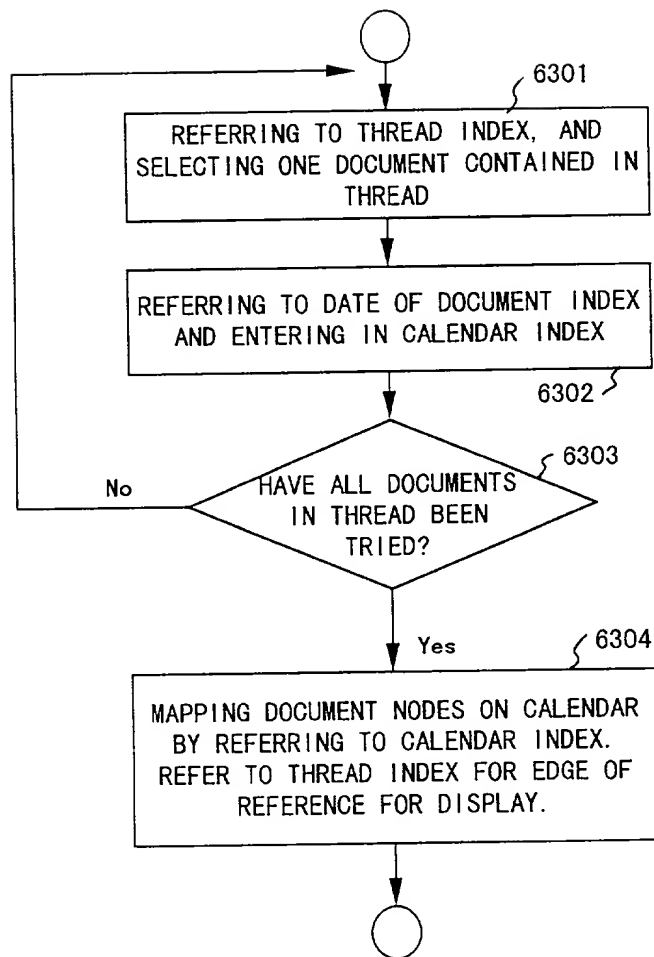 6301
REFERRING TO THREAD INDEX, AND
SELECTING ONE DOCUMENT CONTAINED IN
THREAD
REFERRING TO DATE OF DOCUMENT INDEX
AND ENTERING IN CALENDAR INDEX
6302
6303
No
HAVE ALL DOCUMENTS
IN THREAD BEEN
TRIED?
Yes
6304
MAPPING DOCUMENT NODES ON CALENDAR
BY REFERRING TO CALENDAR INDEX.
REFER TO THREAD INDEX FOR EDGE OF
REFERENCE FOR DISPLAY.